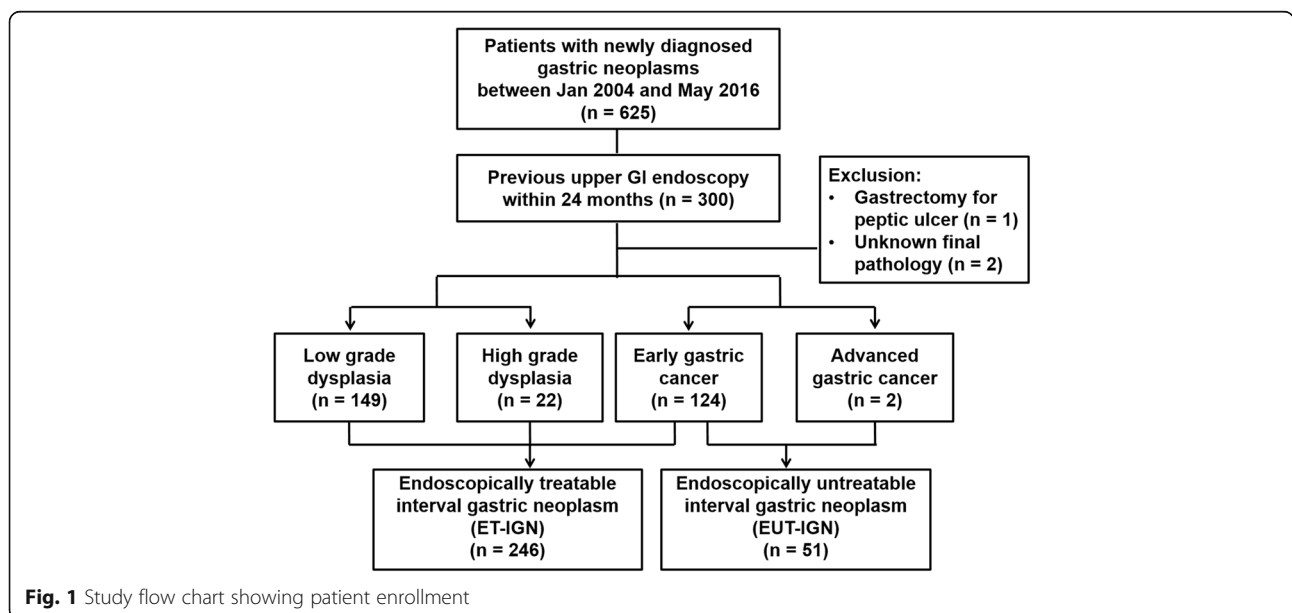 Patients with newly diagnosed
gastric neoplasms
between Jan 2004 and May 2016
(n = 625)
Previous upper GI endoscopy
within 24 months (n = 300)
Exclusion:
• Gastrectomy for
peptic ulcer (n = 1)
• Unknown final
pathology (n = 2)
Low grade
dysplasia
(n = 149)
High grade
dysplasia
(n = 22)
Early gastric
cancer
(n = 124)
Advanced
gastric cancer
(n = 2)
Endoscopically treatable
interval gastric neoplasm
(ET-IGN)
(n = 246)
Endoscopically untreatable
interval gastric neoplasm
(EUT-IGN)
(n = 51)
Fig. 1 Study flow chart showing patient enrollment